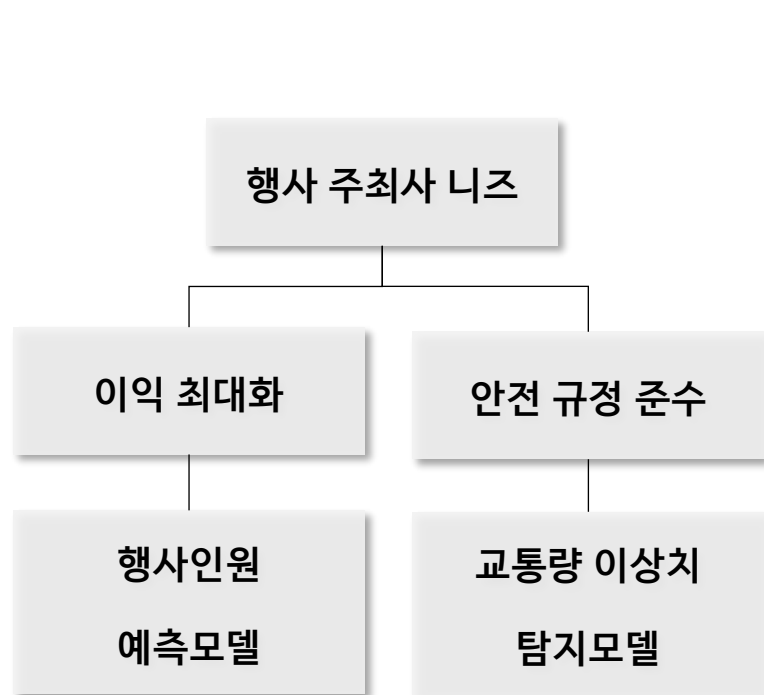 행사 주최사 니즈
이익 최대화
안전 규정 준수
행사인원
예측모델
교통량 이상치
탐지모델